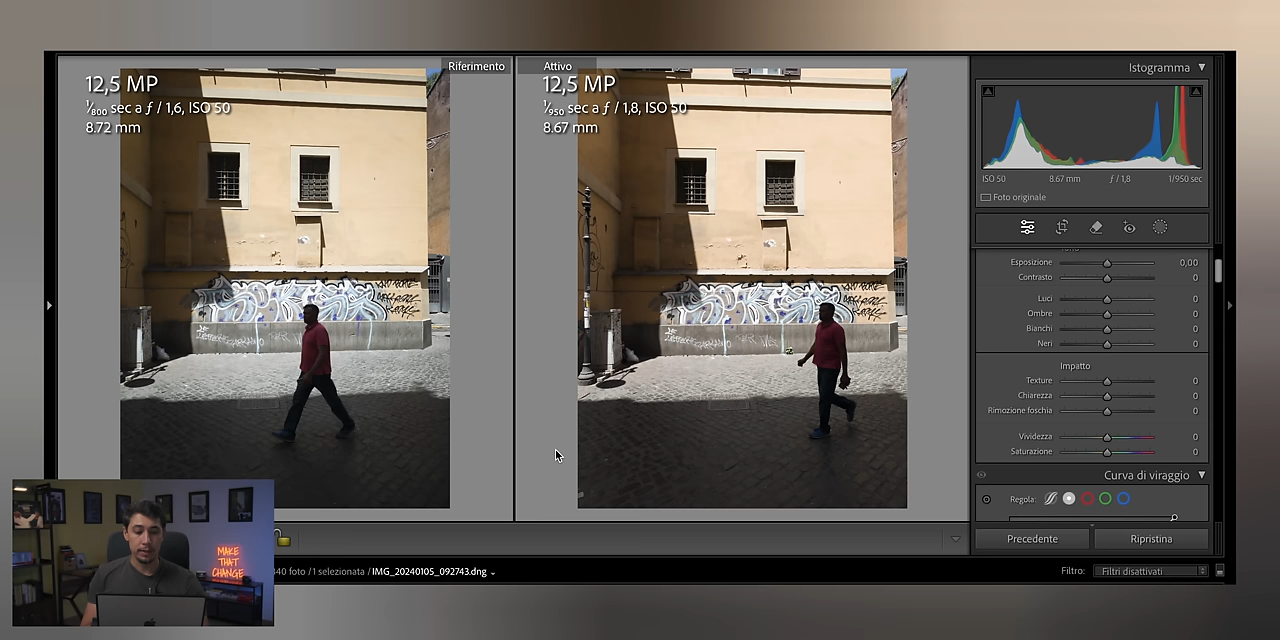 Riferimento
12,5 MP
1/800 sec a ƒ / 1,6, ISO 50
8.72 mm
Attivo
12,5 MP
1/950 sec a ƒ / 1,8, ISO 50
8.67 mm
Istogramma
ISO 50 8.67 mm ƒ / 1,8 1/950 sec
Foto originale
Esposizione 0,00
Contrasto 0
Luci 0
Ombre 0
Bianchi 0
Neri 0
Impatto
Texture 0
Chiarezza 0
Rimozione foschia 0
Vividezza 0
Saturazione 0
Curva di viraggio
Regola:
Precedente Ripristina
40 foto /1 selezionata / IMG_20240105_092743.dng
Filtro: Filtri disattivati
MAKE
THAT
CHANGE